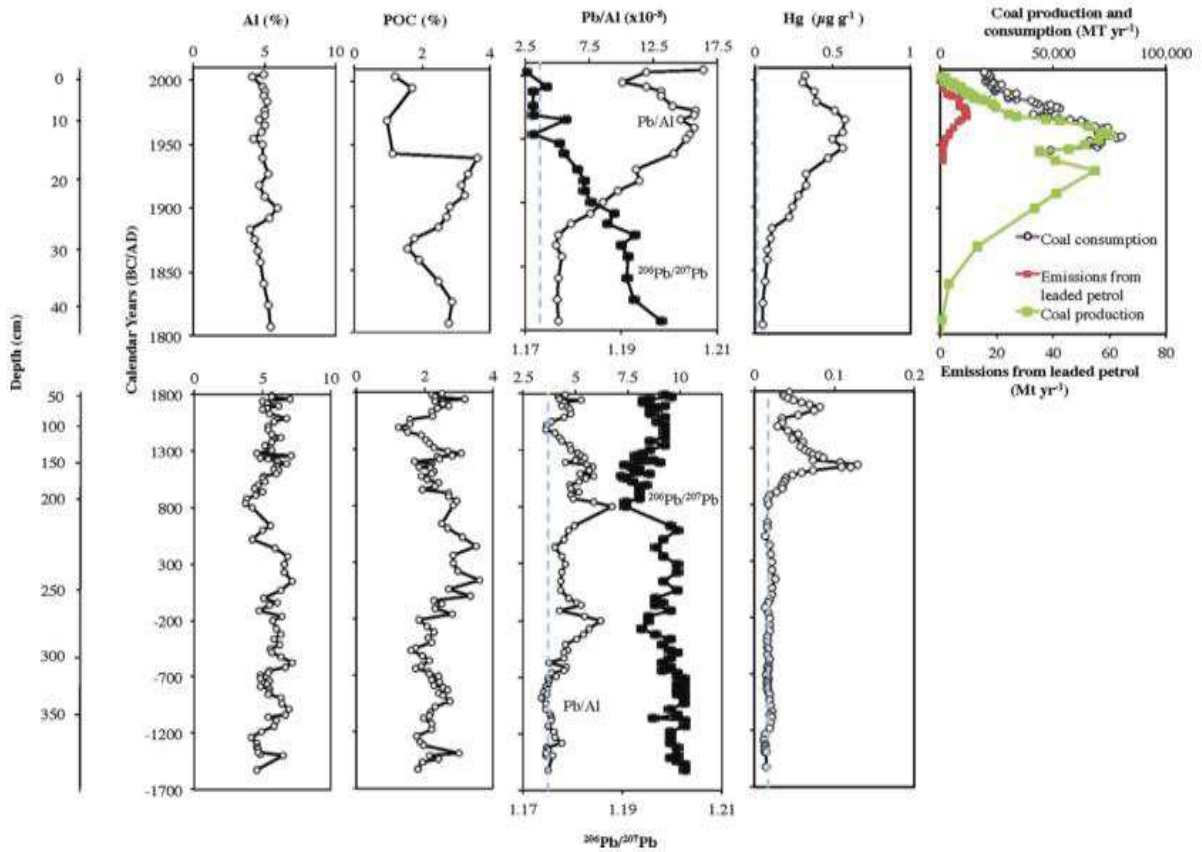 Al (%)
POC (%)
Pb/Al (x10⁻⁸)
Hg (µg g⁻¹)
Coal production and
consumption (MT yr⁻¹)
0 5 10
0 2 4
2.5 7.5 12.5 17.5
0 1
0 50,000 100,000
Depth (cm)
Calendar Years (BC/AD)
0
10
20
30
40
2000
1950
1900
1850
1800
Pb/Al
²⁰⁶Pb/²⁰⁷Pb
Coal consumption
Emissions from
leaded petrol
Coal production
1.17 1.19 1.21
0 20 40 60 80
Emissions from leaded petrol
(Mt yr⁻¹)
0 5 10
0 2 4
2.5 5 7.5 10
0 0.1 0.2
50
100
150
200
250
300
350
1800
1300
800
300
-200
-700
-1200
-1700
²⁰⁶Pb/²⁰⁷Pb
Pb/Al
1.17 1.19 1.21
²⁰⁶Pb/²⁰⁷Pb